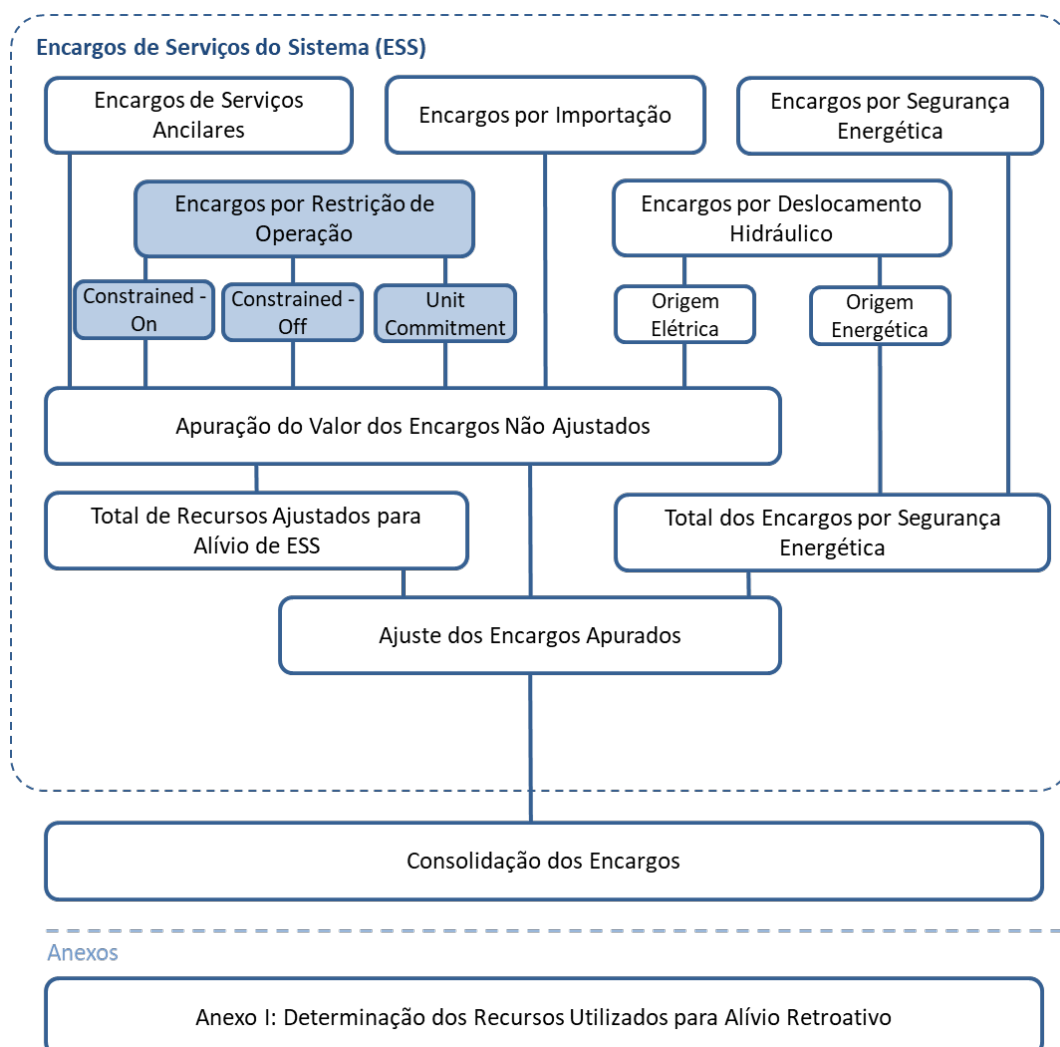 Encargos de Serviços do Sistema (ESS)
Encargos de Serviços
Ancilares
Encargos por Importação
Encargos por Segurança
Energética
Encargos por Restrição de
Operação
Encargos por Deslocamento
Hidráulico
Constrained -
On
Constrained -
Off
Unit
Commitment
Origem
Elétrica
Origem
Energética
Apuração do Valor dos Encargos Não Ajustados
Total de Recursos Ajustados para
Alívio de ESS
Total dos Encargos por Segurança
Energética
Ajuste dos Encargos Apurados
Consolidação dos Encargos
Anexos
Anexo I: Determinação dos Recursos Utilizados para Alívio Retroativo